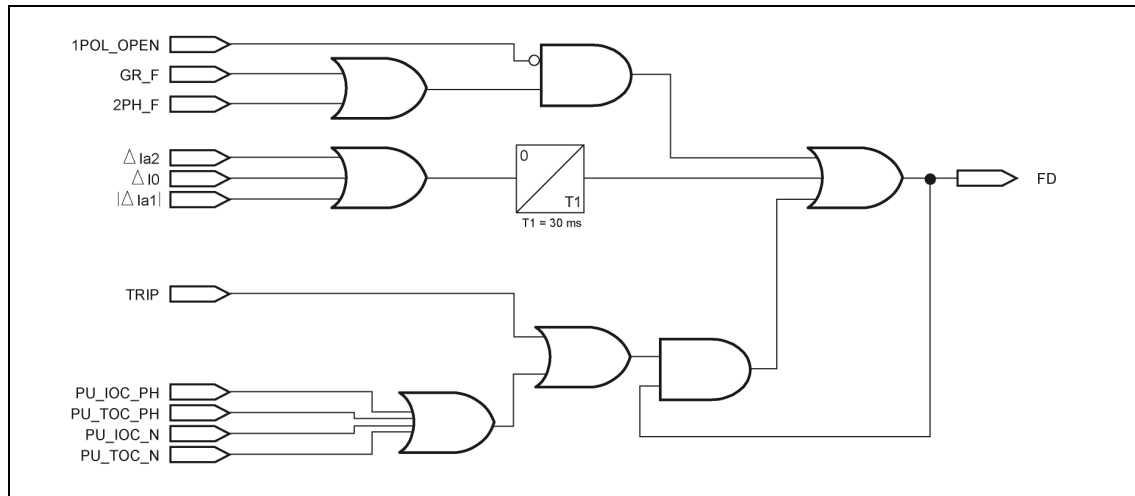 1POL_OPEN
GR_F
2PH_F
△Ia2
△I0
|△Ia1|
0
T1
T1 = 30 ms
FD
TRIP
PU_IOC_PH
PU_TOC_PH
PU_IOC_N
PU_TOC_N